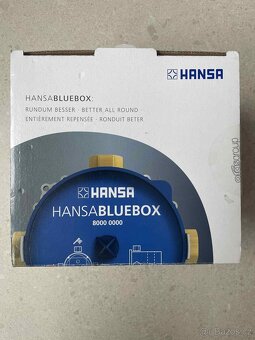 HANSA
HANSABLUEBOX:
RUNDUM BESSER · BETTER ALL ROUND
ENTIÈREMENT REPENSÉE · RONDUIT BETER
HANSA
HANSABLUEBOX
8000 0000